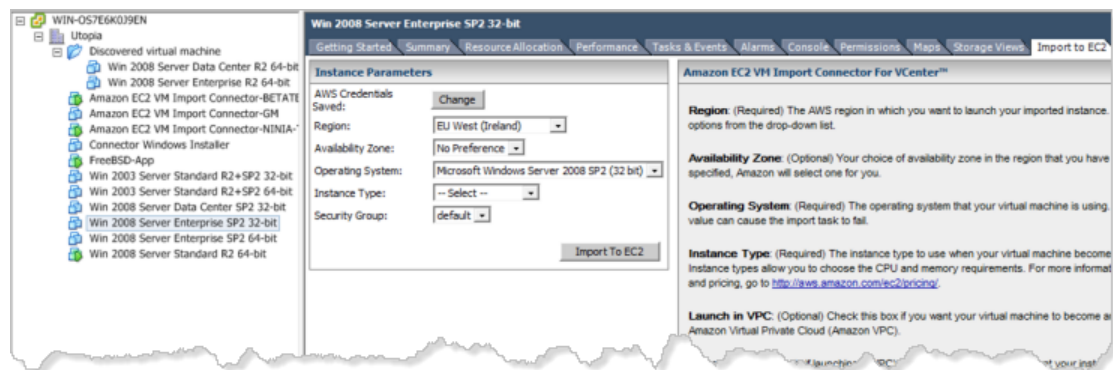 WIN-OS7E6K0J9EN
Utopia
Discovered virtual machine
Win 2008 Server Data Center R2 64-bit
Win 2008 Server Enterprise R2 64-bit
Amazon EC2 VM Import Connector-BETATE
Amazon EC2 VM Import Connector-GM
Amazon EC2 VM Import Connector-NINIA-
Connector Windows Installer
FreeBSD-App
Win 2003 Server Standard R2+SP2 32-bit
Win 2003 Server Standard R2+SP2 64-bit
Win 2008 Server Data Center SP2 32-bit
Win 2008 Server Enterprise SP2 32-bit
Win 2008 Server Enterprise SP2 64-bit
Win 2008 Server Standard R2 64-bit
Win 2008 Server Enterprise SP2 32-bit
Getting Started Summary Resource Allocation Performance Tasks & Events Alarms Console Permissions Maps Storage Views Import to EC2
Instance Parameters
AWS Credentials
Saved:
Change
Region: EU West (Ireland)
Availability Zone: No Preference
Operating System: Microsoft Windows Server 2008 SP2 (32 bit)
Instance Type: -- Select --
Security Group: default
Import To EC2
Amazon EC2 VM Import Connector For VCenter™
Region: (Required) The AWS region in which you want to launch your imported instance.
options from the drop-down list.
Availability Zone: (Optional) Your choice of availability zone in the region that you have
specified, Amazon will select one for you.
Operating System: (Required) The operating system that your virtual machine is using.
value can cause the import task to fail.
Instance Type: (Required) The instance type to use when your virtual machine become
Instance types allow you to choose the CPU and memory requirements. For more informat
and pricing, go to http://aws.amazon.com/ec2/pricing/.
Launch in VPC: (Optional) Check this box if you want your virtual machine to become a
Amazon Virtual Private Cloud (Amazon VPC).